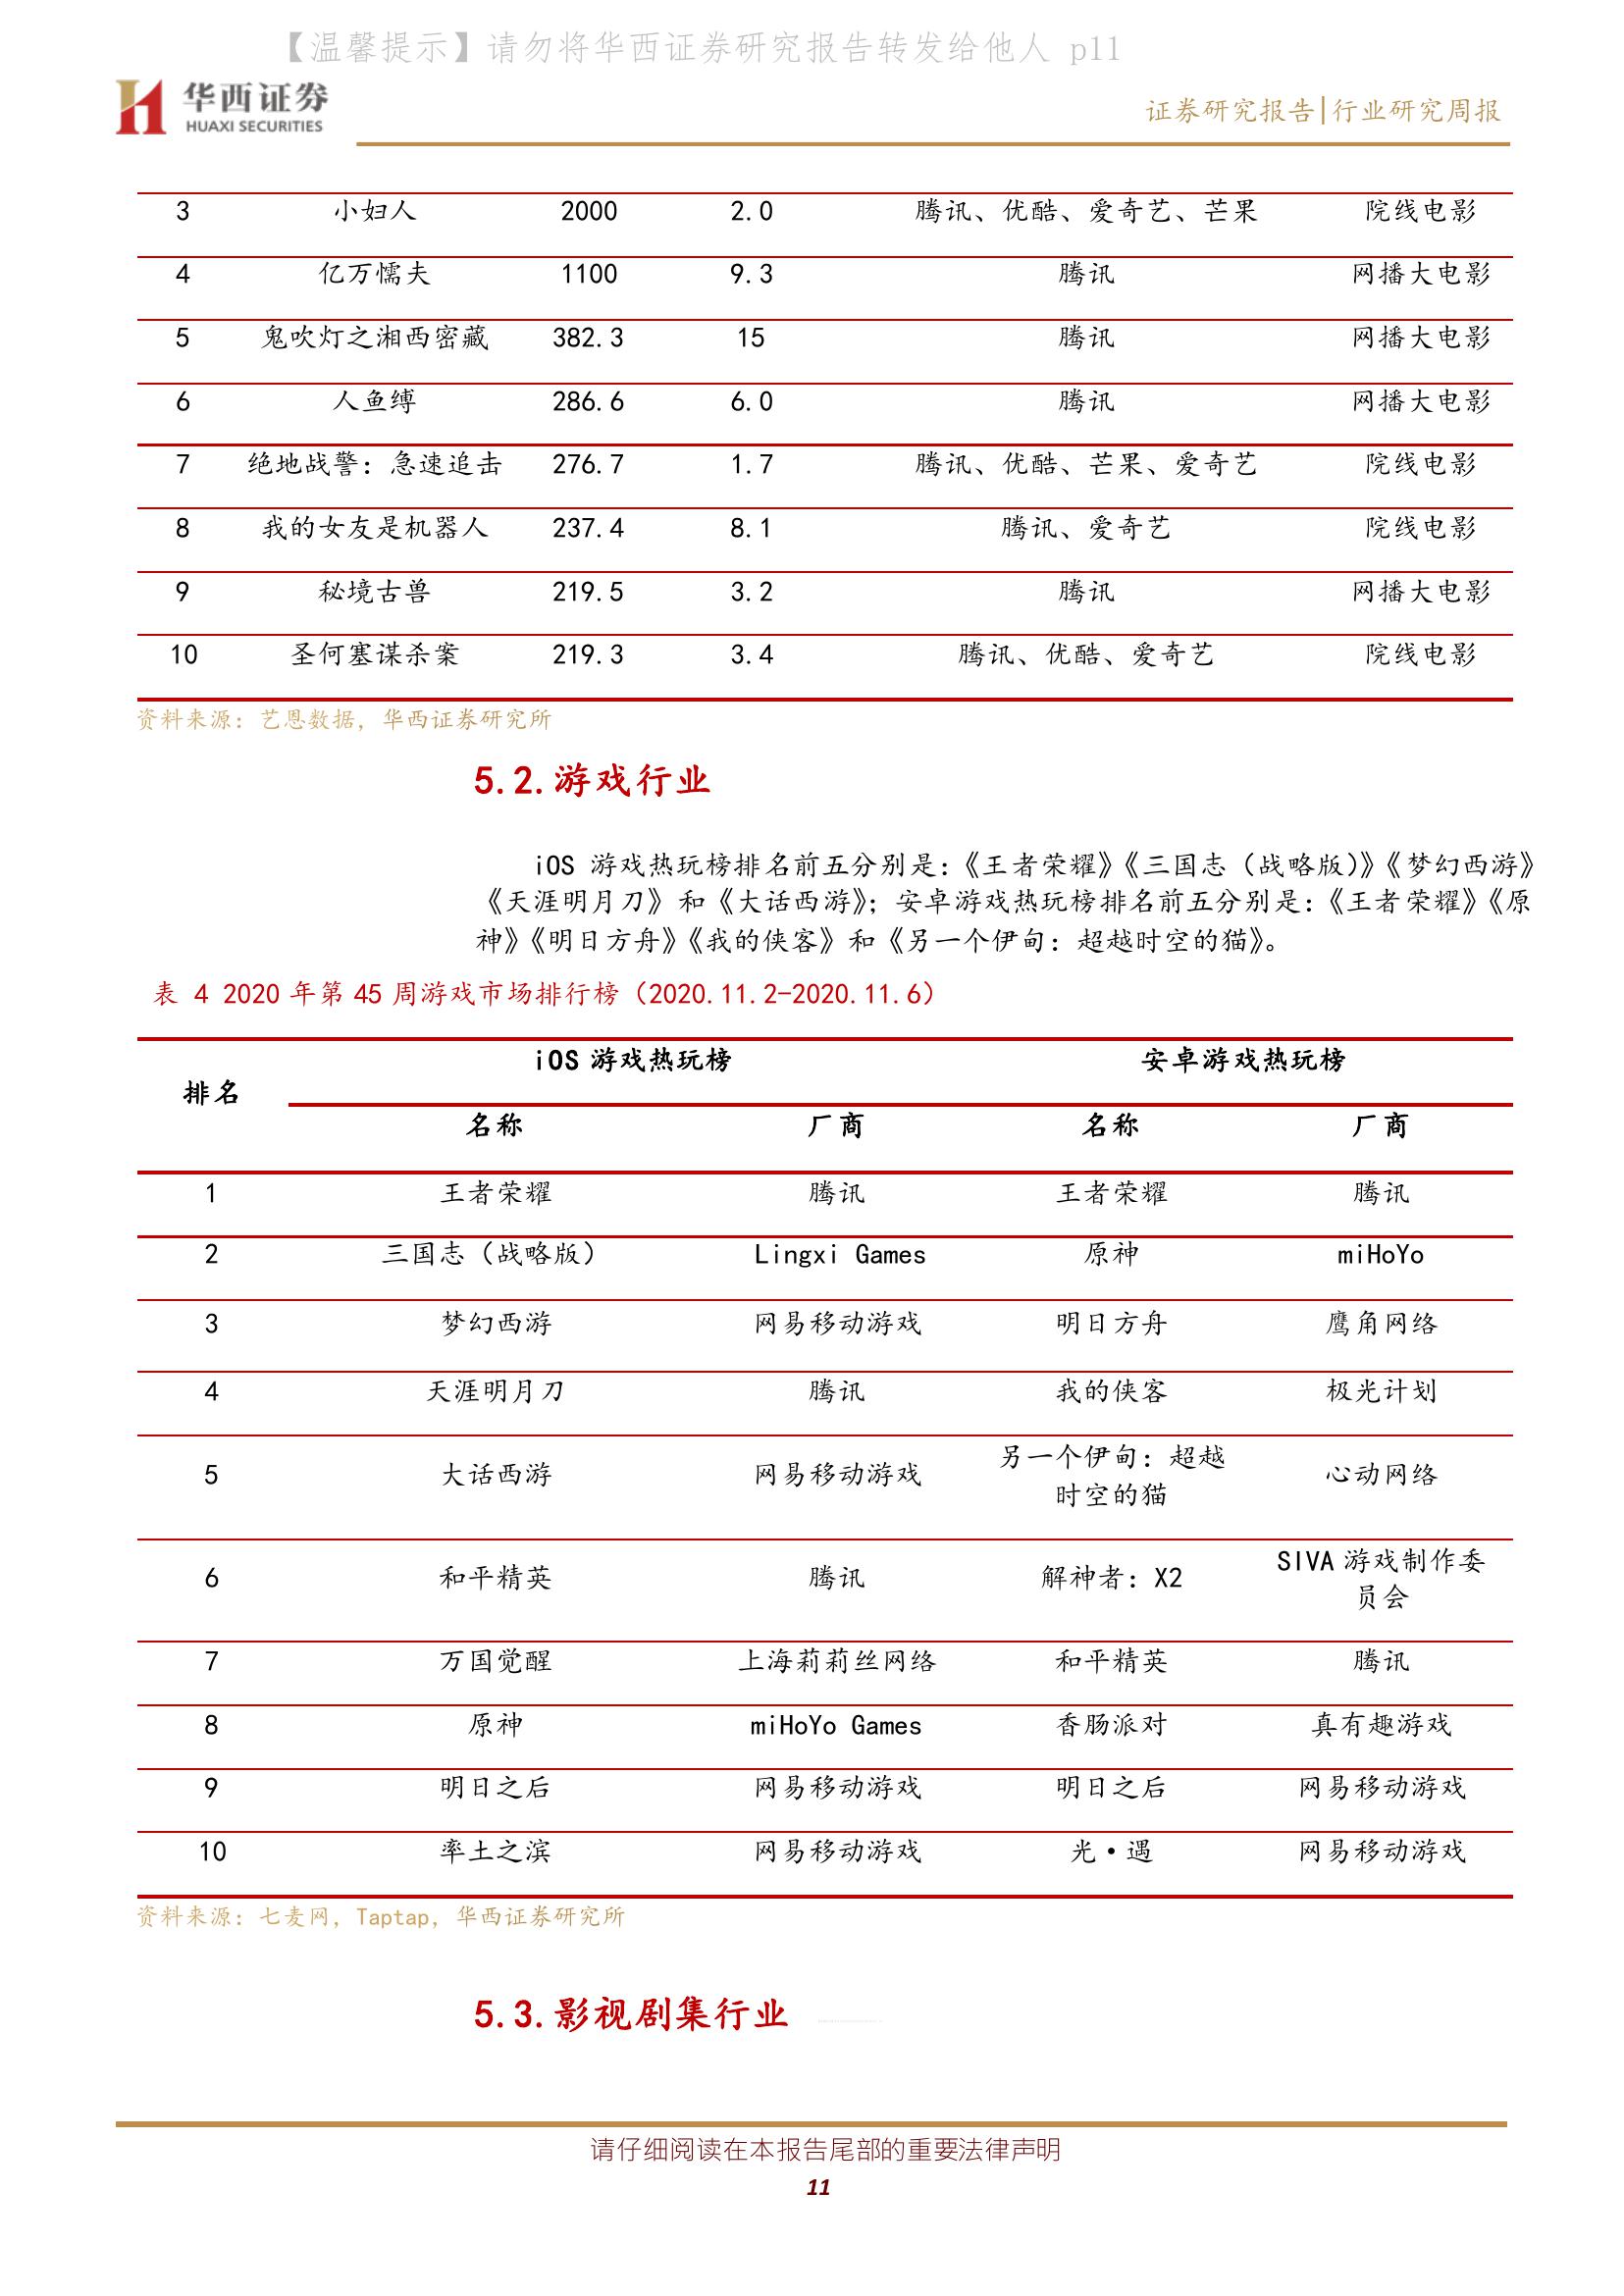 【温馨提示】请勿将华西证券研究报告转发给他人 p11
华西证券
HUAXI SECURITIES
证券研究报告|行业研究周报
3 小妇人 2000 2.0 腾讯、优酷、爱奇艺、芒果 院线电影
4 亿万懦夫 1100 9.3 腾讯 网播大电影
5 鬼吹灯之湘西密藏 382.3 15 腾讯 网播大电影
6 人鱼缚 286.6 6.0 腾讯 网播大电影
7 绝地战警：急速追击 276.7 1.7 腾讯、优酷、芒果、爱奇艺 院线电影
8 我的女友是机器人 237.4 8.1 腾讯、爱奇艺 院线电影
9 秘境古兽 219.5 3.2 腾讯 网播大电影
10 圣何塞谋杀案 219.3 3.4 腾讯、优酷、爱奇艺 院线电影
资料来源：艺恩数据，华西证券研究所
5.2.游戏行业
iOS 游戏热玩榜排名前五分别是：《王者荣耀》《三国志（战略版）》《梦幻西游》
《天涯明月刀》和《大话西游》；安卓游戏热玩榜排名前五分别是：《王者荣耀》《原
神》《明日方舟》《我的侠客》和《另一个伊甸：超越时空的猫》。
表 4 2020 年第 45 周游戏市场排行榜（2020.11.2-2020.11.6）
排名 iOS 游戏热玩榜 安卓游戏热玩榜
名称 厂商 名称 厂商
1 王者荣耀 腾讯 王者荣耀 腾讯
2 三国志（战略版） Lingxi Games 原神 miHoYo
3 梦幻西游 网易移动游戏 明日方舟 鹰角网络
4 天涯明月刀 腾讯 我的侠客 极光计划
5 大话西游 网易移动游戏 另一个伊甸：超越 心动网络
时空的猫
6 和平精英 腾讯 解神者：X2 SIVA 游戏制作委
员会
7 万国觉醒 上海莉莉丝网络 和平精英 腾讯
8 原神 miHoYo Games 香肠派对 真有趣游戏
9 明日之后 网易移动游戏 明日之后 网易移动游戏
10 率土之滨 网易移动游戏 光·遇 网易移动游戏
资料来源：七麦网，Taptap，华西证券研究所
5.3.影视剧集行业
请仔细阅读在本报告尾部的重要法律声明
11